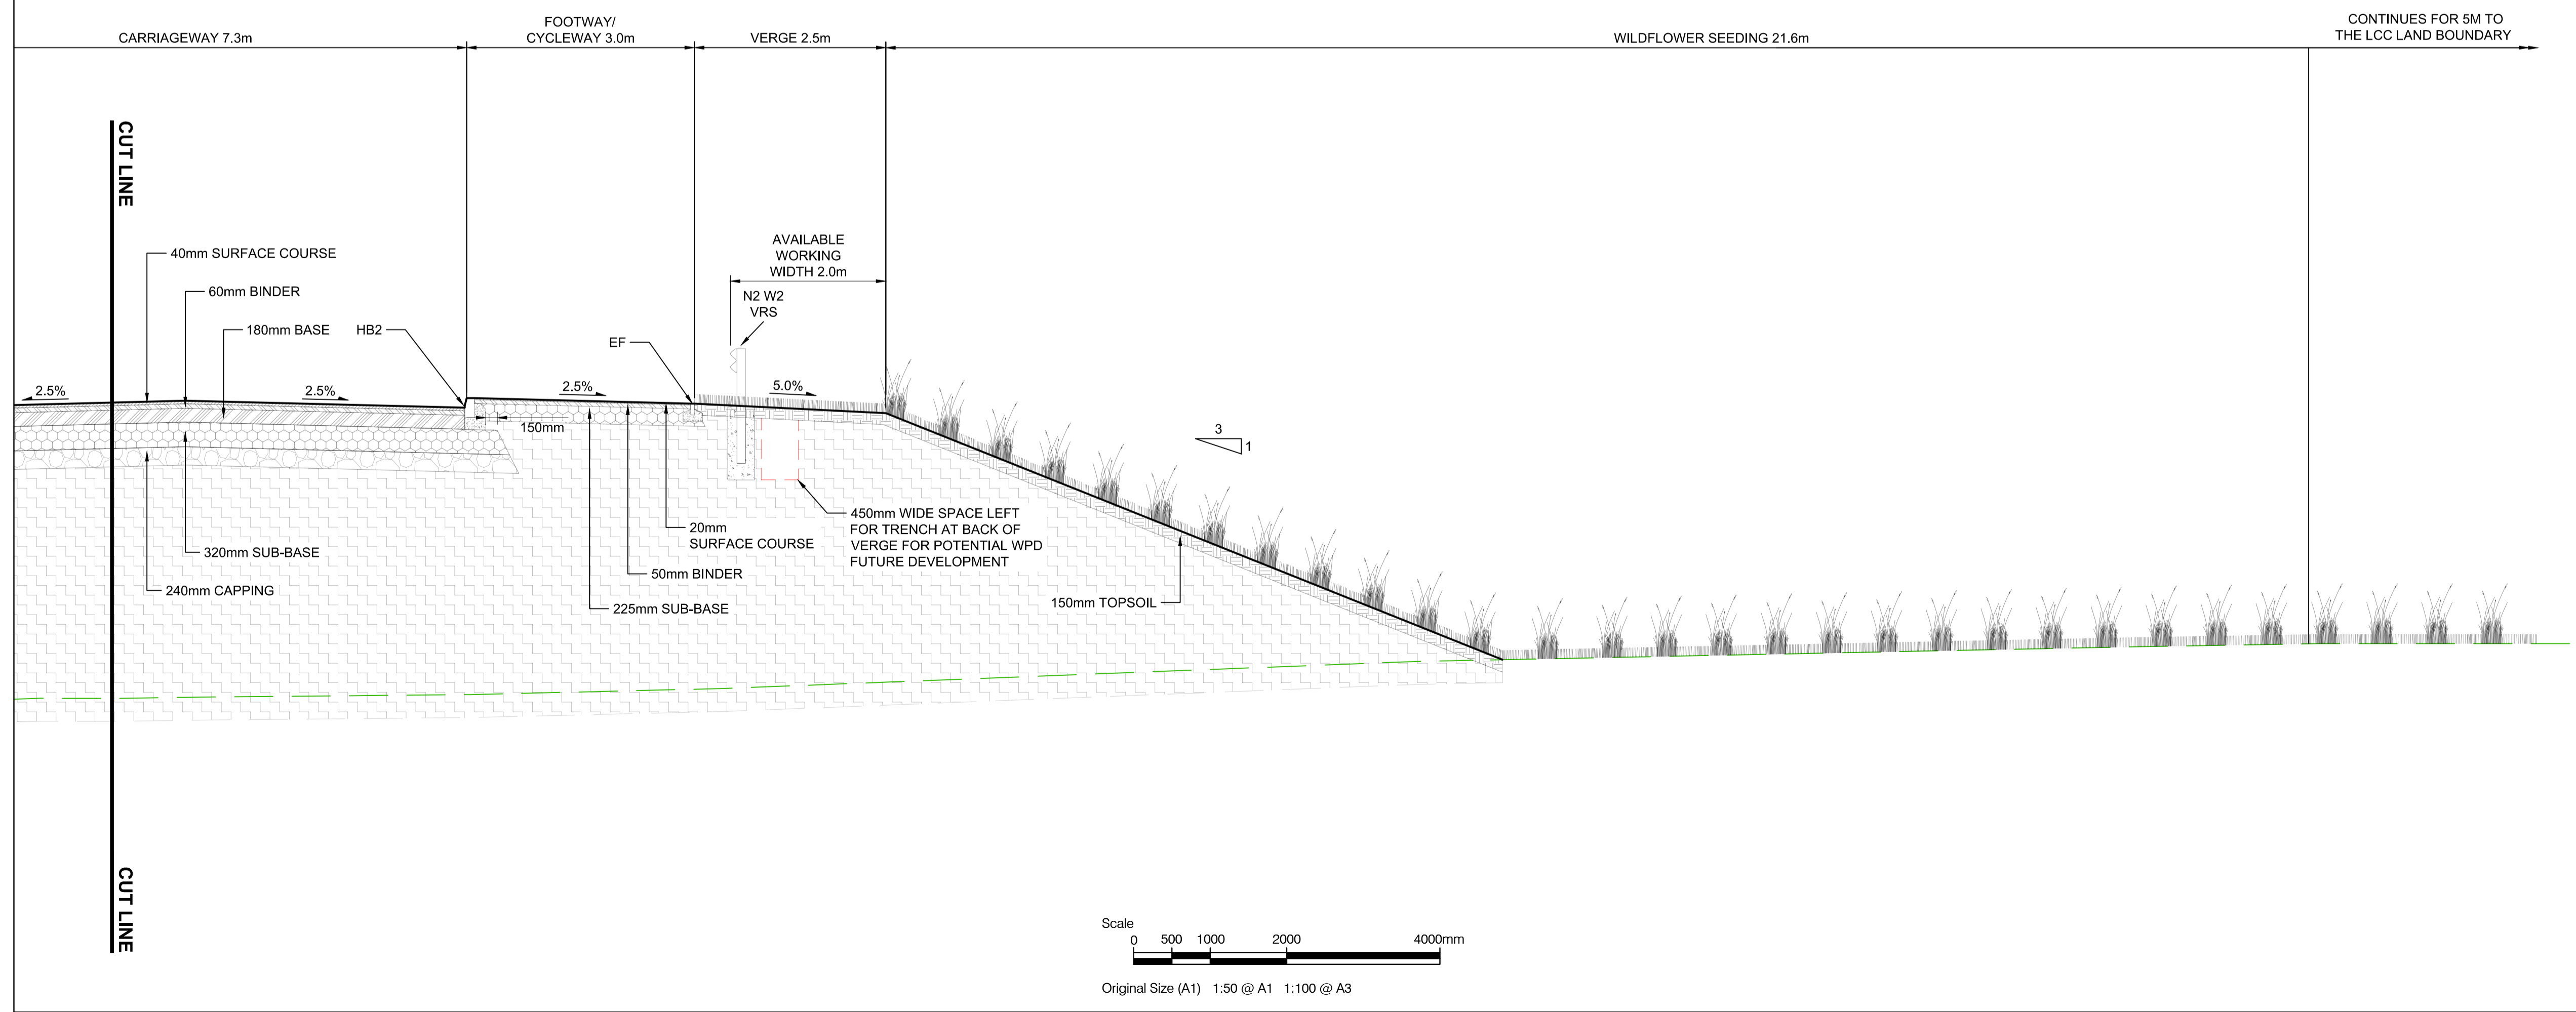 CARRIAGEWAY 7.3m
FOOTWAY/
CYCLEWAY 3.0m
VERGE 2.5m
WILDFLOWER SEEDING 21.6m
CONTINUES FOR 5M TO
THE LCC LAND BOUNDARY
CUT LINE
40mm SURFACE COURSE
60mm BINDER
180mm BASE
HB2
EF
AVAILABLE
WORKING
WIDTH 2.0m
N2 W2
VRS
2.5%
2.5%
2.5%
5.0%
150mm
3
1
20mm
SURFACE COURSE
450mm WIDE SPACE LEFT
FOR TRENCH AT BACK OF
VERGE FOR POTENTIAL WPD
FUTURE DEVELOPMENT
320mm SUB-BASE
50mm BINDER
240mm CAPPING
225mm SUB-BASE
150mm TOPSOIL
CUT LINE
Scale
0 500 1000 2000 4000mm
Original Size (A1) 1:50 @ A1 1:100 @ A3